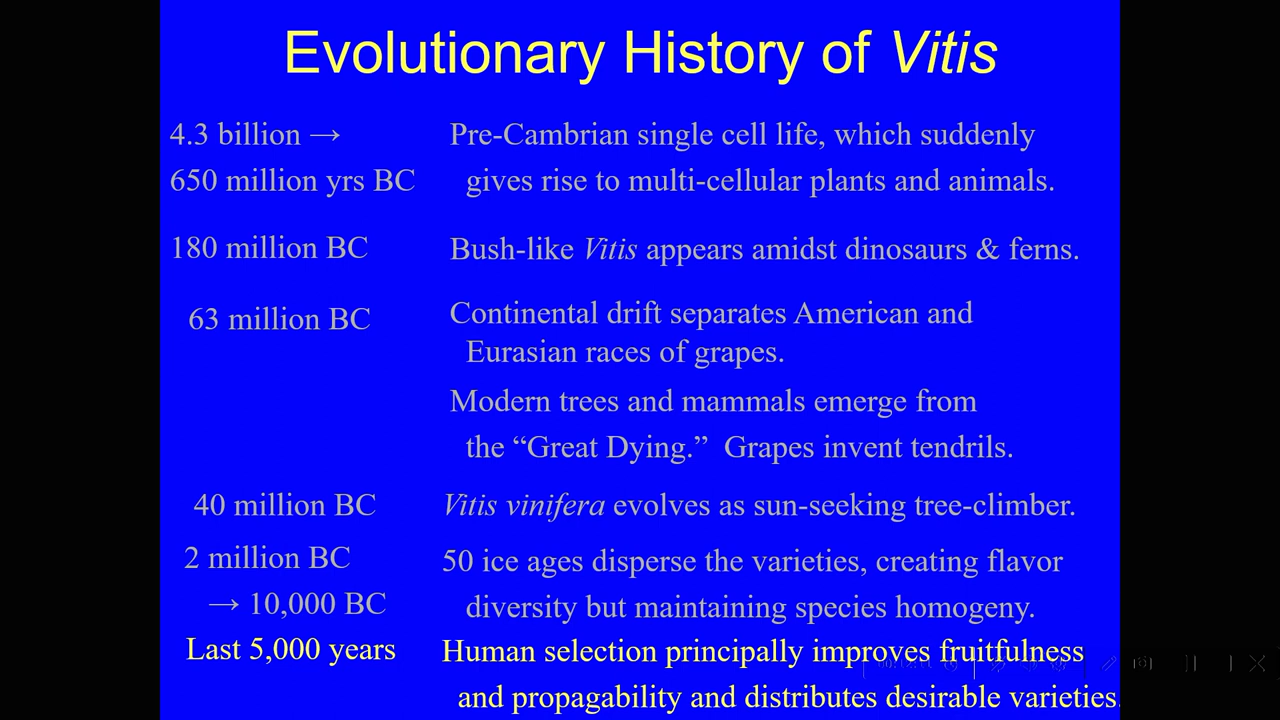 Evolutionary History of Vitis
4.3 billion → Pre-Cambrian single cell life, which suddenly
650 million yrs BC gives rise to multi-cellular plants and animals.
180 million BC Bush-like Vitis appears amidst dinosaurs & ferns.
63 million BC Continental drift separates American and
Eurasian races of grapes.
Modern trees and mammals emerge from
the “Great Dying.” Grapes invent tendrils.
40 million BC Vitis vinifera evolves as sun-seeking tree-climber.
2 million BC 50 ice ages disperse the varieties, creating flavor
→ 10,000 BC diversity but maintaining species homogeny.
Last 5,000 years Human selection principally improves fruitfulness
and propagability and distributes desirable varieties.